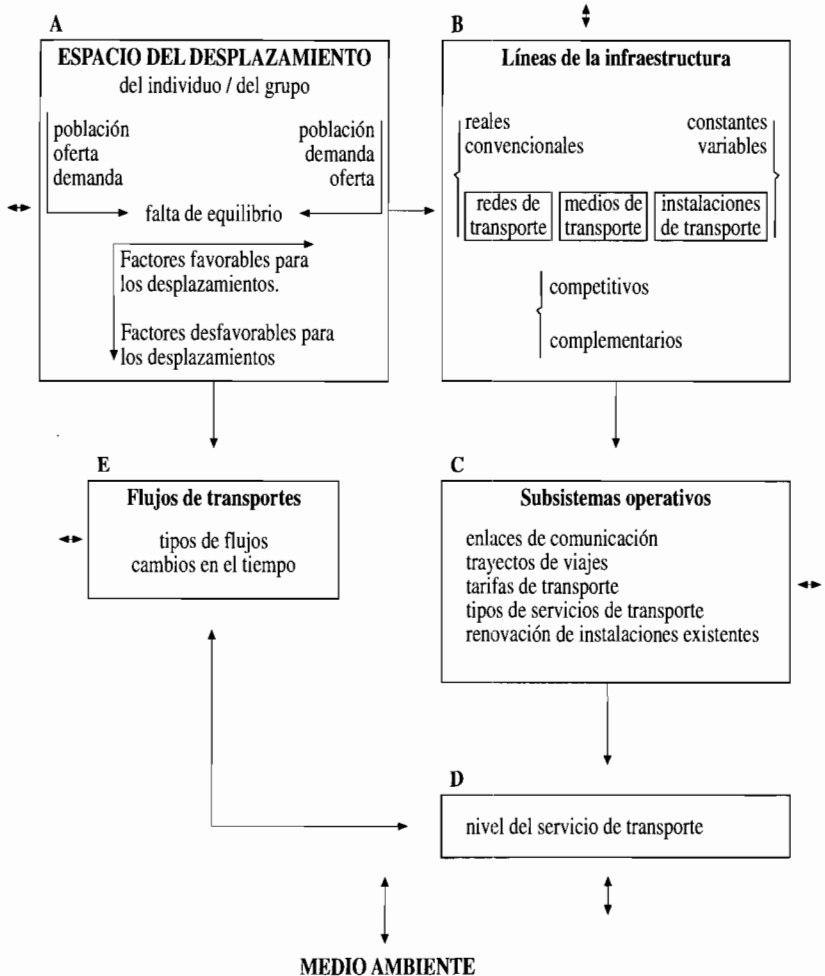 A
ESPACIO DEL DESPLAZAMIENTO
del individuo / del grupo
población
oferta
demanda
población
demanda
oferta
falta de equilibrio
Factores favorables para
los desplazamientos.
Factores desfavorables para
los desplazamientos
B
Líneas de la infraestructura
reales
convencionales
constantes
variables
redes de
transporte
medios de
transporte
instalaciones
de transporte
competitivos
complementarios
E
Flujos de transportes
tipos de flujos
cambios en el tiempo
C
Subsistemas operativos
enlaces de comunicación
trayectos de viajes
tarifas de transporte
tipos de servicios de transporte
renovación de instalaciones existentes
D
nivel del servicio de transporte
MEDIO AMBIENTE